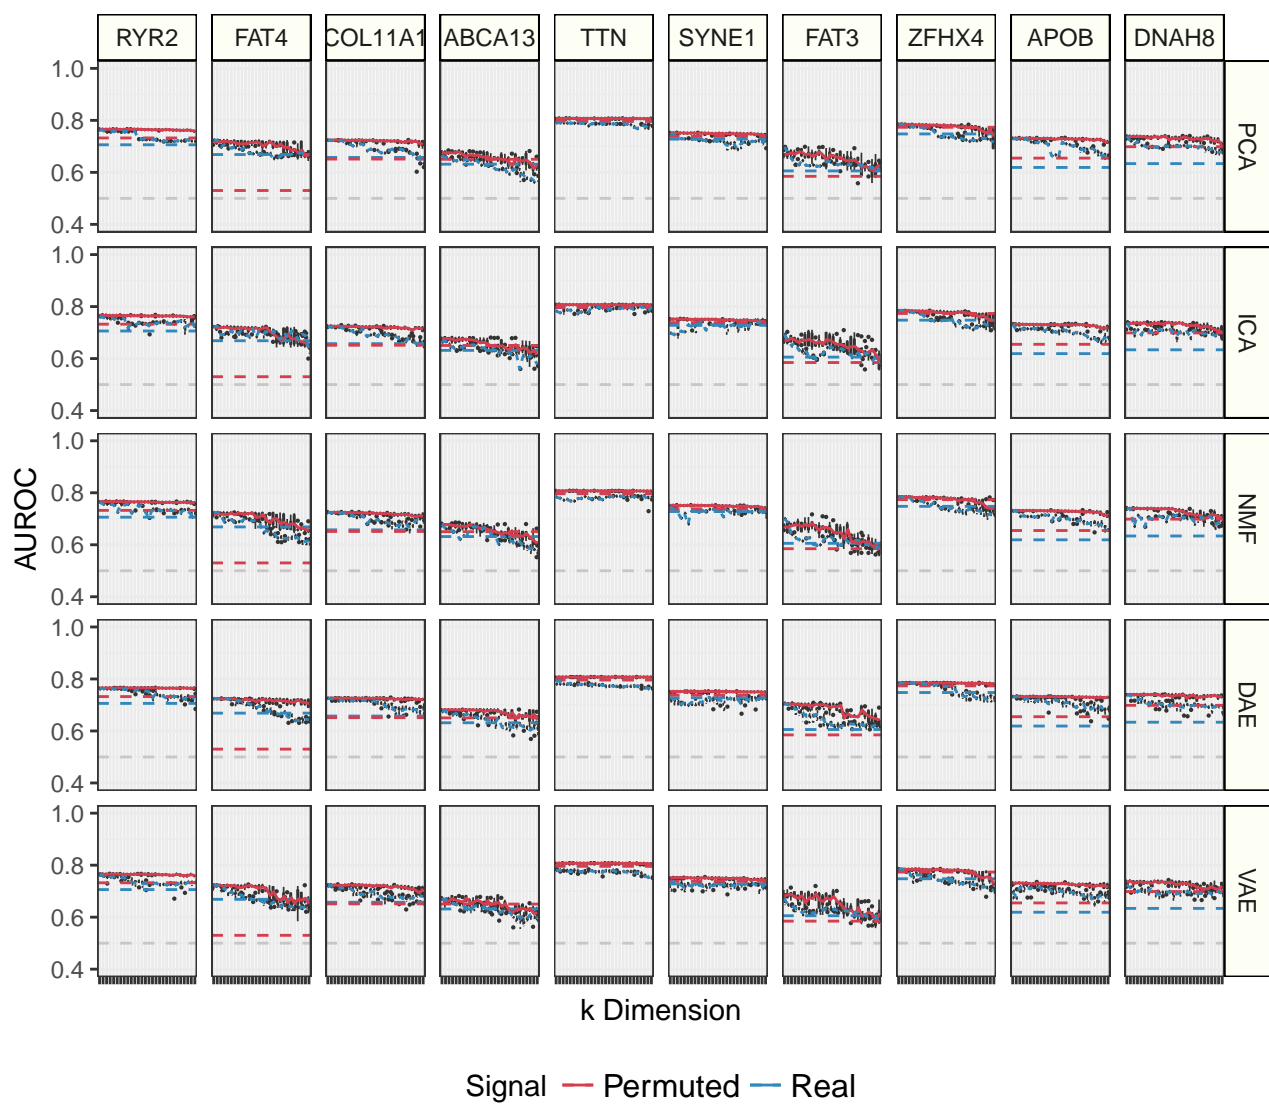 RYR2 FAT4 COL11A1 ABCA13 TTN SYNE1 FAT3 ZFHX4 APOB DNAH8
1.0
0.8
0.6
0.4
PCA
1.0
0.8
0.6
0.4
ICA
1.0
0.8
0.6
0.4
NMF
1.0
0.8
0.6
0.4
DAE
1.0
0.8
0.6
0.4
VAE
AUROC
k Dimension
Signal Permuted Real